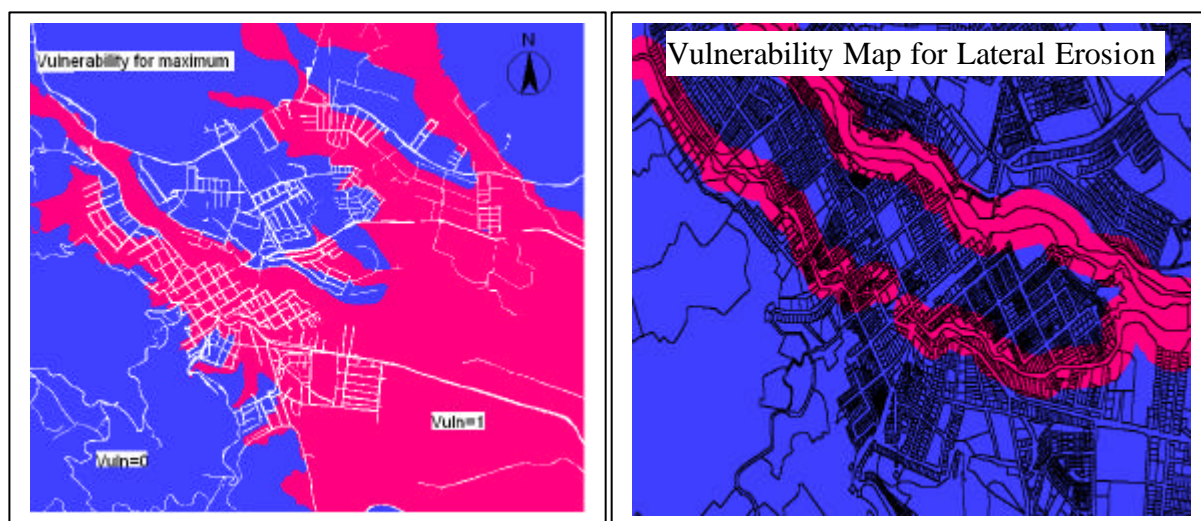 Vulnerability for maximum
N
Vuln=1
Vuln=0
Vulnerability Map for Lateral Erosion